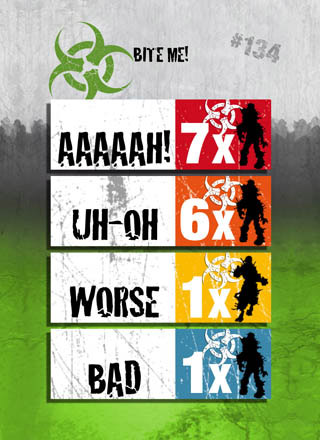 BITE ME!
#134
AAAAAH! 7x
UH-OH 6x
WORSE 1x
BAD 1x